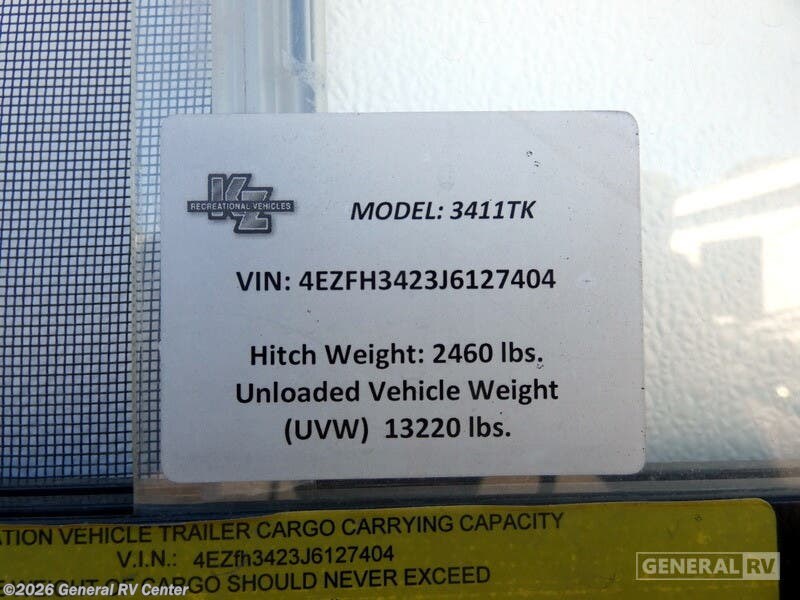 KZ
RECREATIONAL VEHICLES
MODEL: 3411TK
VIN: 4EZFH3423J6127404
Hitch Weight: 2460 lbs.
Unloaded Vehicle Weight
(UVW) 13220 lbs.
ATION VEHICLE TRAILER CARGO CARRYING CAPACITY
V.I.N.: 4EZfh3423J6127404
WEIGHT OF CARGO SHOULD NEVER EXCEED
GENERAL RV
©2026 General RV Center